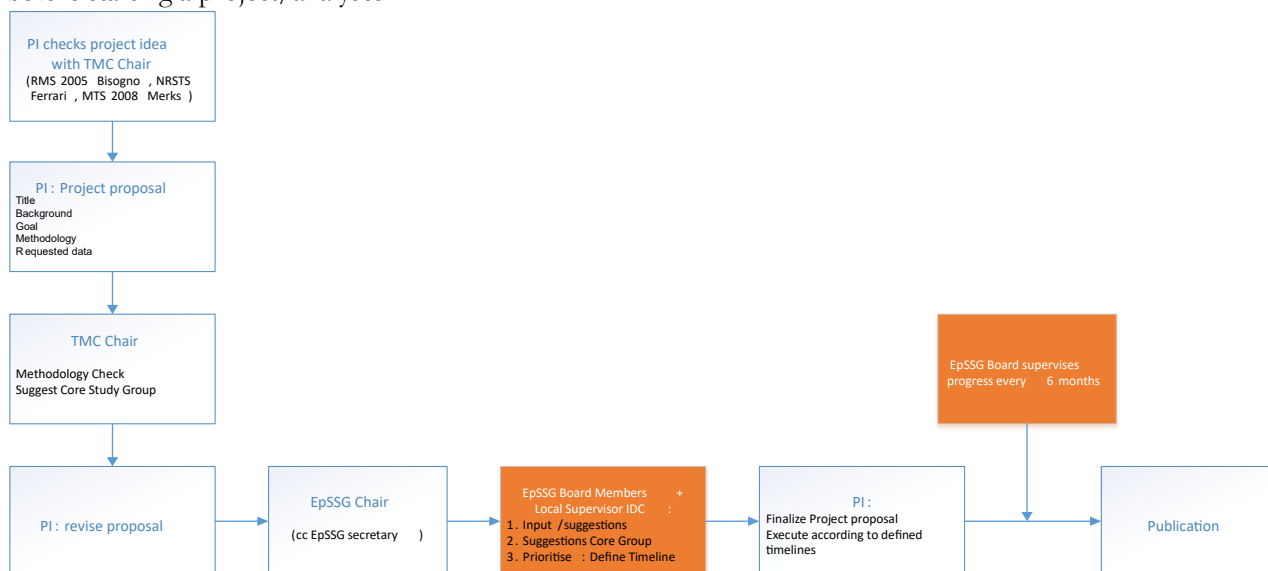 PI checks project idea
with TMC Chair
(RMS 2005 Bisogno , NRSTS
Ferrari , MTS 2008 Merks )
PI : Project proposal
Title
Background
Goal
Methodology
Requested data
TMC Chair
Methodology Check
Suggest Core Study Group
EpSSG Board supervises
progress every 6 months
PI : revise proposal
EpSSG Chair
(cc EpSSG secretary )
EpSSG Board Members +
Local Supervisor IDC :
1. Input /suggestions
2. Suggestions Core Group
3. Prioritise : Define Timeline
PI :
Finalize Project proposal
Execute according to defined
timelines
Publication